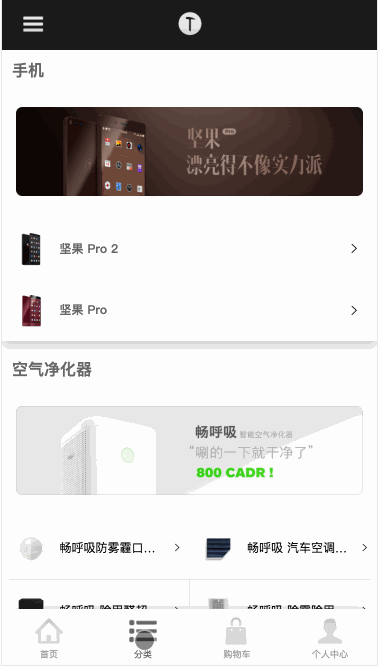 手机
坚果 PRO
漂亮得不像实力派
坚果 Pro 2
坚果 Pro
空气净化器
畅呼吸 智能空气净化器
“唰的一下就干净了”
800 CADR !
畅呼吸防雾霾口...
畅呼吸 汽车空调...
首页
分类
购物车
个人中心